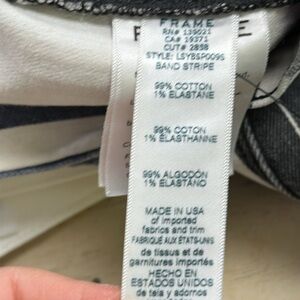 FRAME
RN# 139021
CA# 19371
CUT# 2858
STYLE: LSYBSP0095
BAND STRIPE
99% COTTON
1% ELASTANE
99% COTON
1% ELASTHANNE
99% ALGODÓN
1% ELASTANO
MADE IN USA
of imported
fabrics and trim
FABRIQUÉ AUX ÉTATS-UNIS
de tissus et de
garnitures importés
HECHO EN
ESTADOS UNIDOS
de tela y adornos